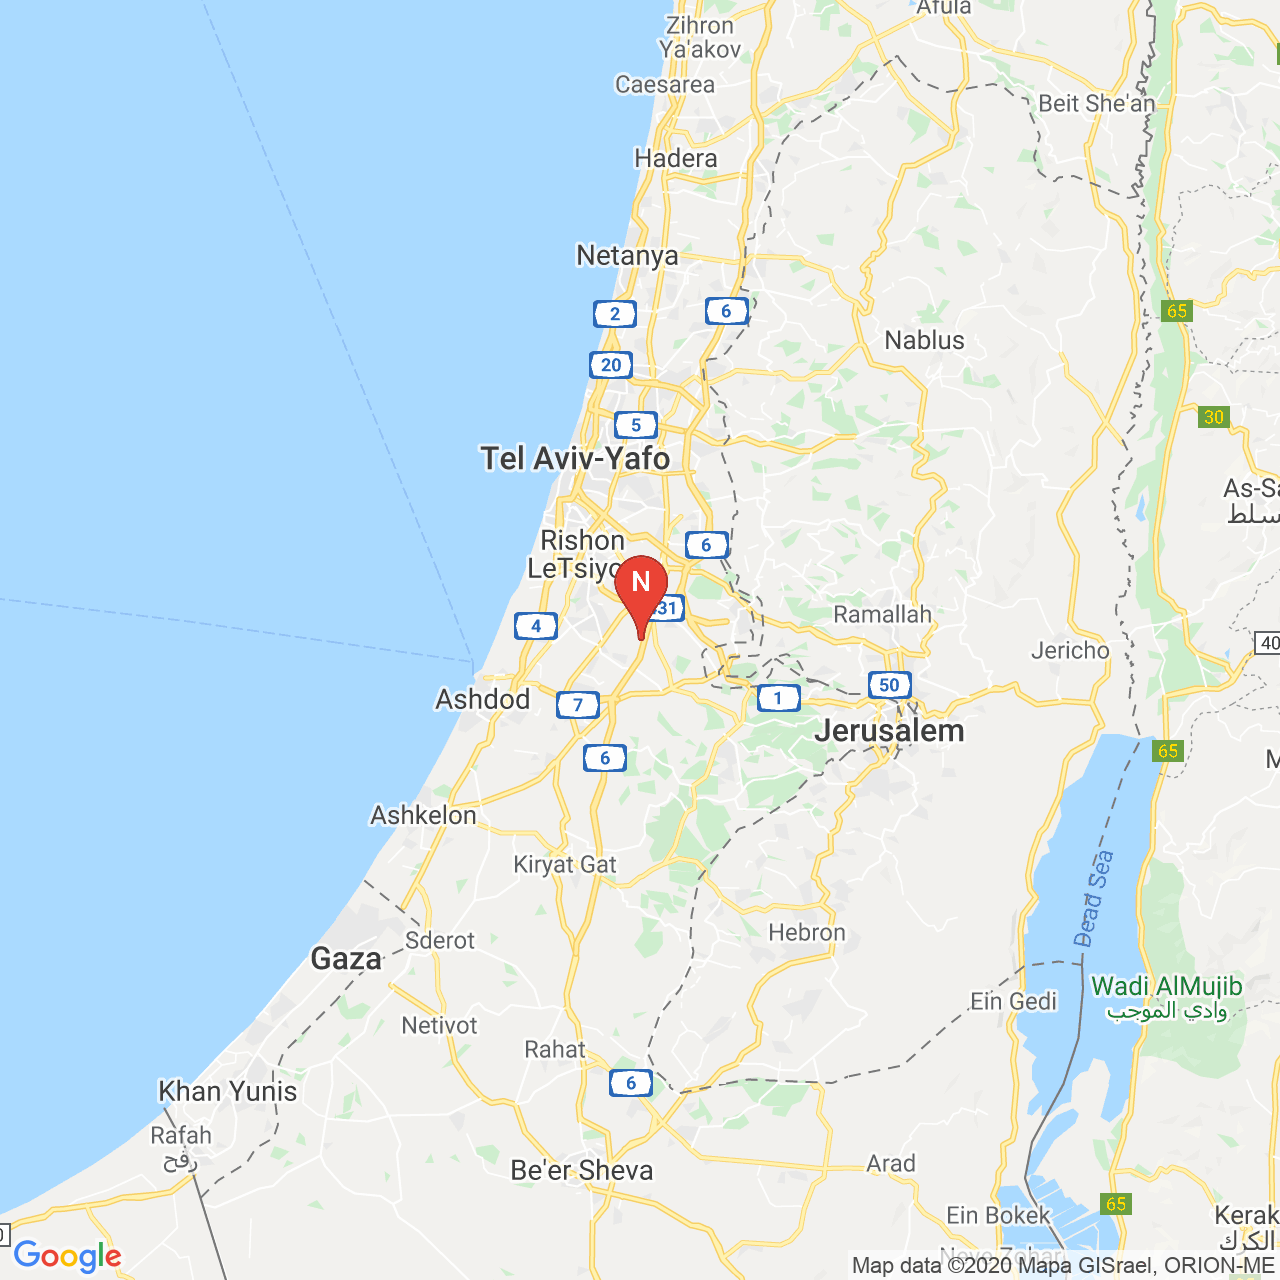 Afula
Zihron
Ya'akov
Caesarea
Beit She'an
Hadera
Netanya
2
6
65
20
Nablus
30
5
Tel Aviv-Yafo
As-Sa
سلط
Rishon
LeTsiyo
6
N
431
4
Ramallah
Jericho
40
50
Ashdod
7
1
Jerusalem
6
65
M
Ashkelon
Kiryat Gat
Dead Sea
Sderot
Hebron
Gaza
Wadi AlMujib
وادي الموجب
Ein Gedi
Netivot
Rahat
6
Khan Yunis
Rafah
رفح
Be'er Sheva
Arad
65
Ein Bokek
Kerak
الكرك
0
Neve Zohar
Google
Map data ©2020 Mapa GISrael, ORION-ME